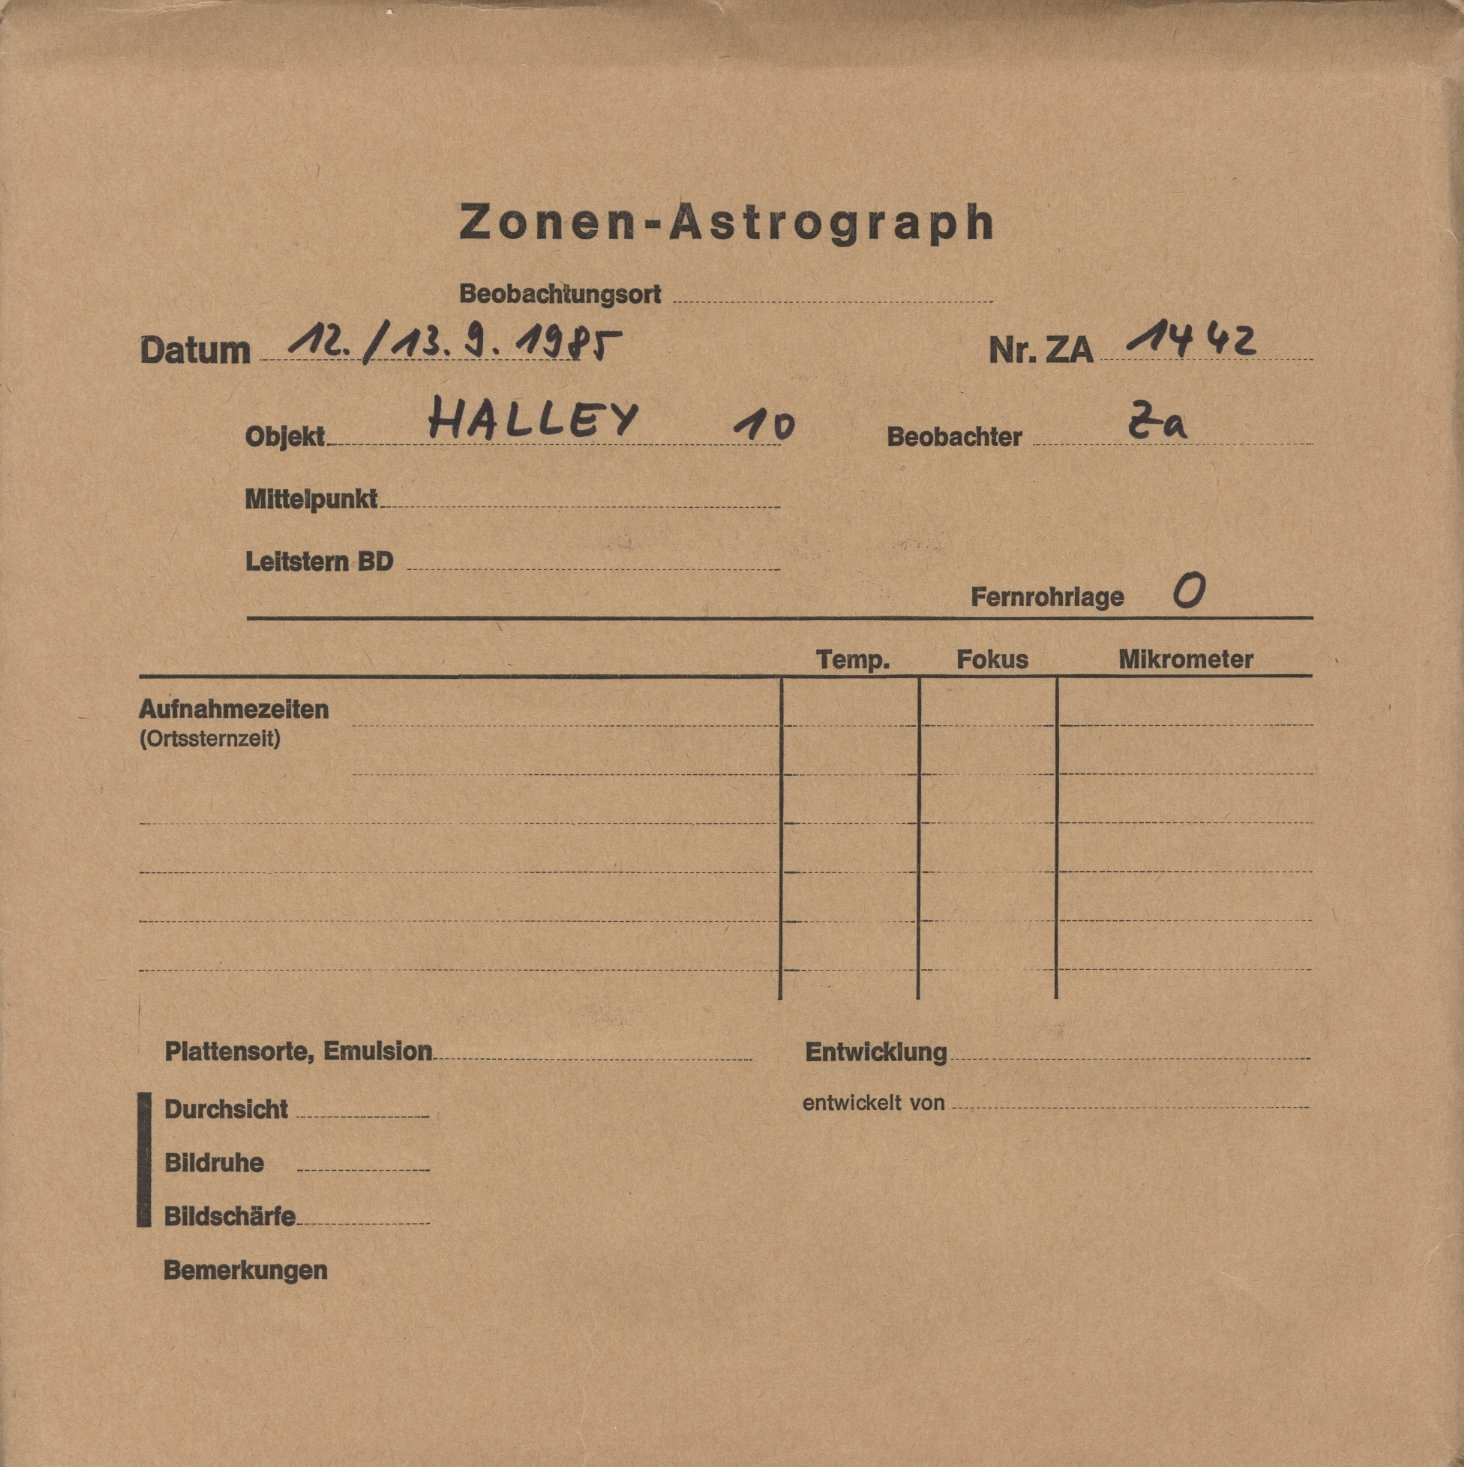 Zonen-Astrograph
Beobachtungsort
Datum 12./13.9.1985 Nr. ZA 1442
Objekt HALLEY 10 Beobachter Za
Mittelpunkt
Leitstern BD
Fernrohrlage O
Temp. Fokus Mikrometer
Aufnahmezeiten
(Ortssternzeit)
Plattensorte, Emulsion Entwicklung
Durchsicht entwickelt von
Bildruhe
Bildschärfe
Bemerkungen